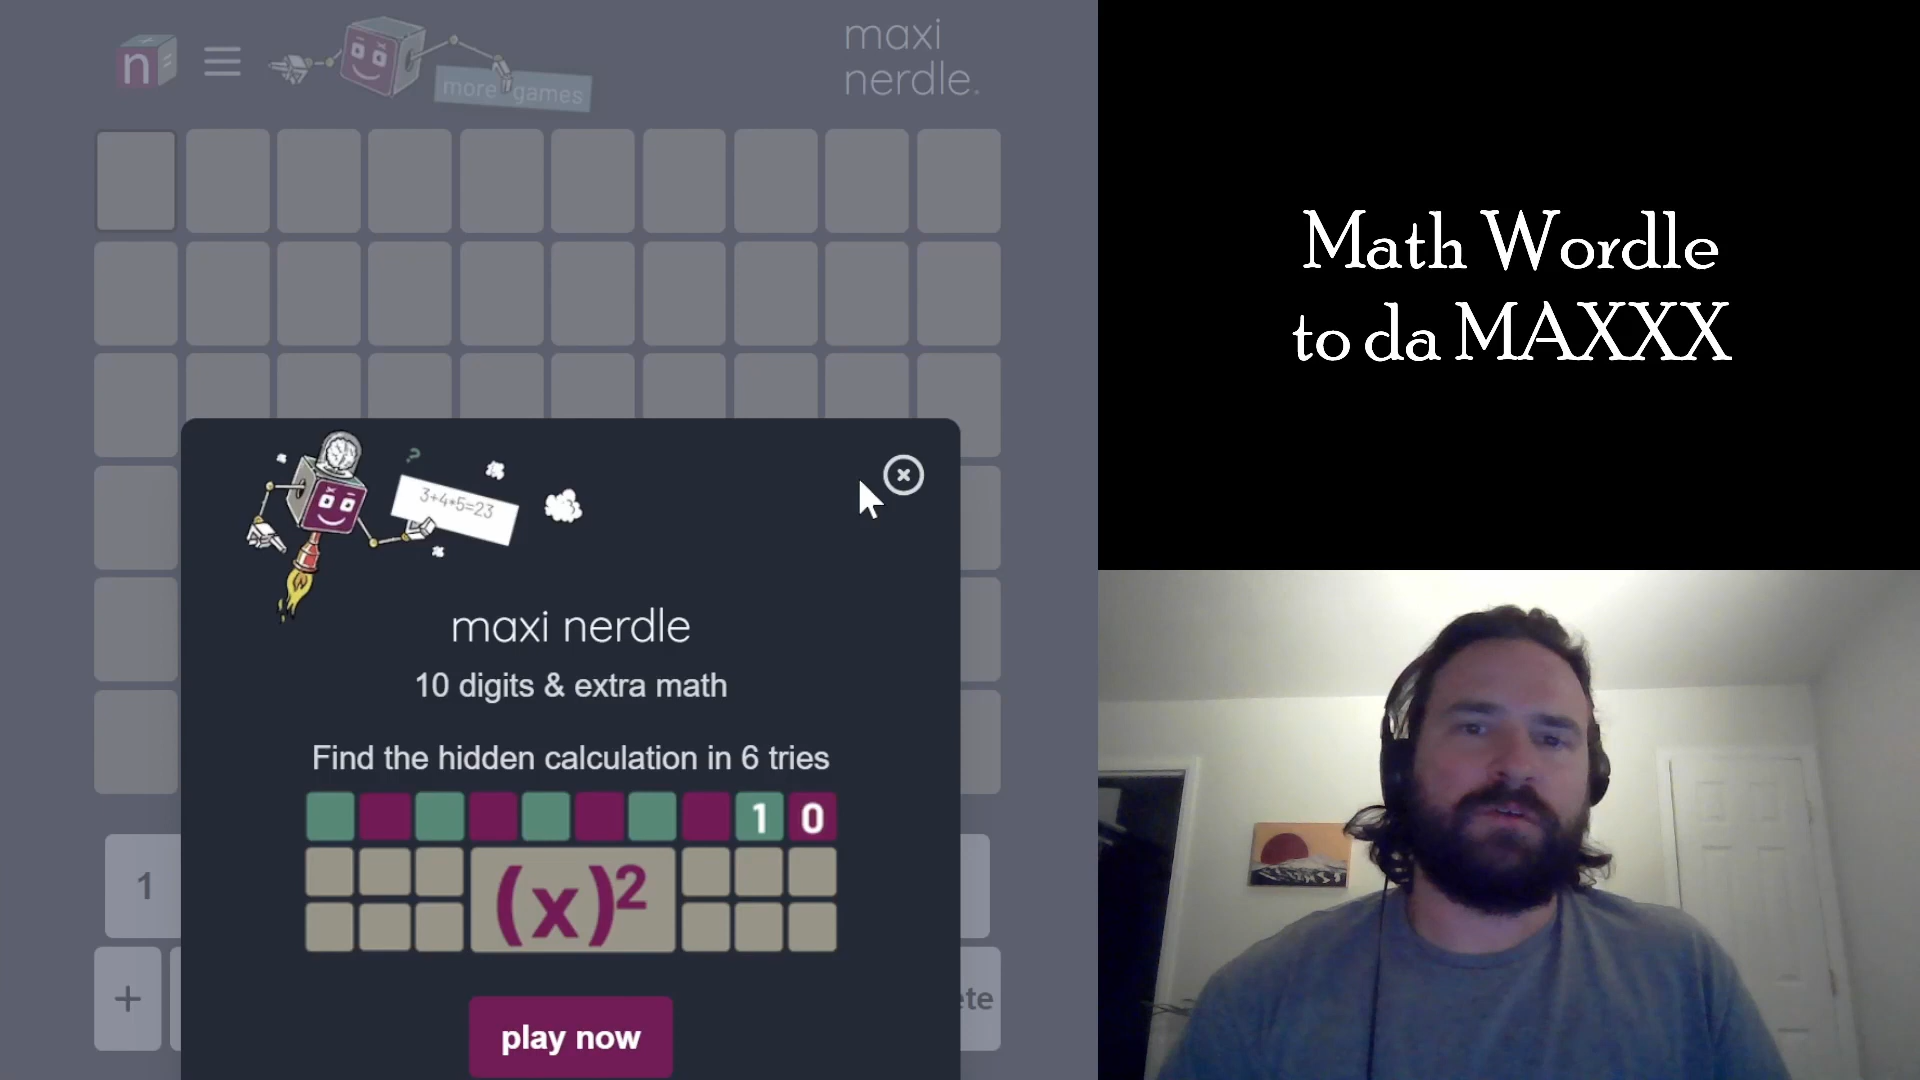 n
more games
maxi
nerdle.
Math Wordle
to da MAXXX
?
3+4*5=23
maxi nerdle
10 digits & extra math
Find the hidden calculation in 6 tries
1 0
(x)²
1
+
ete
play now